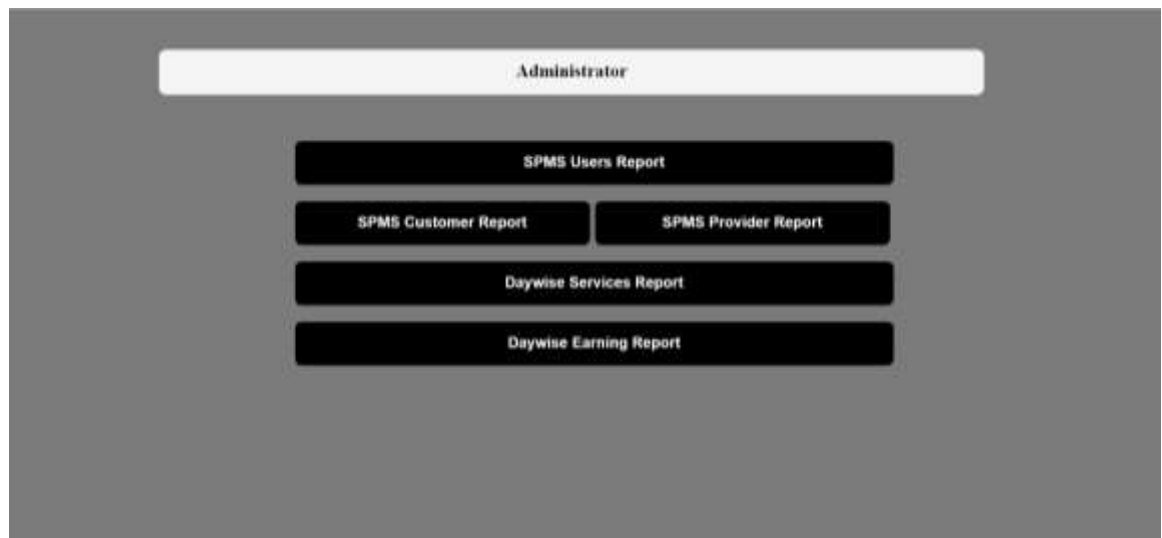 Administrator
SPMS Users Report
SPMS Customer Report
SPMS Provider Report
Daywise Services Report
Daywise Earning Report